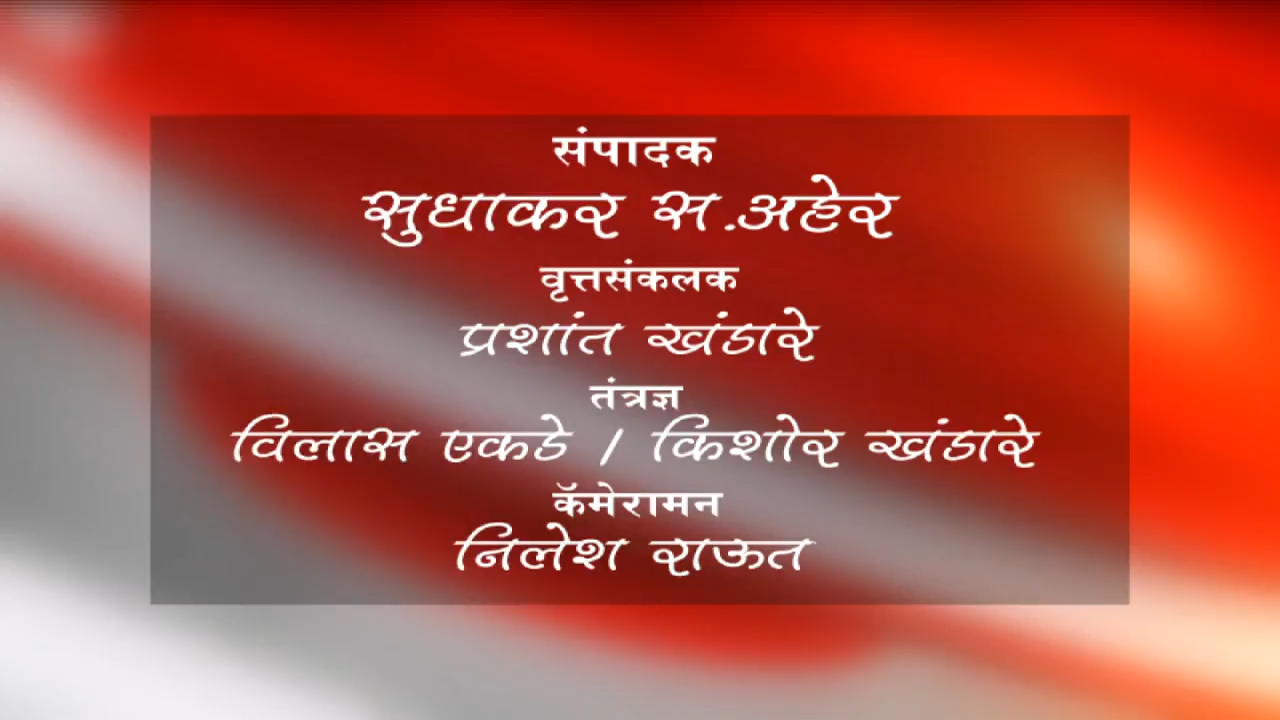 संपादक
सुधाकर स.अहेर
वृत्तसंकलक
प्रशांत खंडारे
तंत्रज्ञ
विलास एकडे / किशोर खंडारे
कॅमेरामन
निलेश राऊत